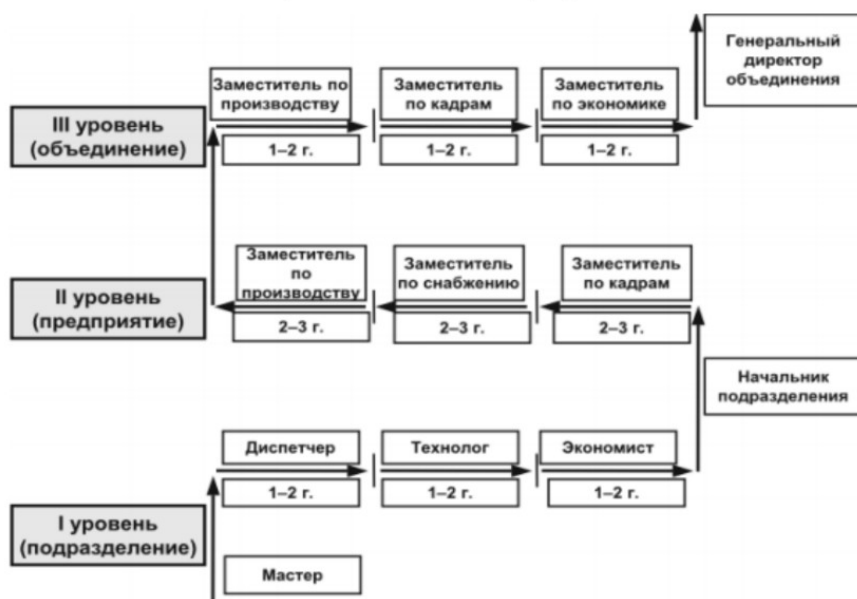 Генеральный
директор
объединения
Заместитель по
производству
Заместитель
по кадрам
Заместитель
по экономике
III уровень
(объединение)
1–2 г.
1–2 г.
1–2 г.
Заместитель
по
производству
Заместитель
по снабжению
Заместитель
по кадрам
II уровень
(предприятие)
2–3 г.
2–3 г.
2–3 г.
Начальник
подразделения
Диспетчер
Технолог
Экономист
1–2 г.
1–2 г.
1–2 г.
I уровень
(подразделение)
Мастер